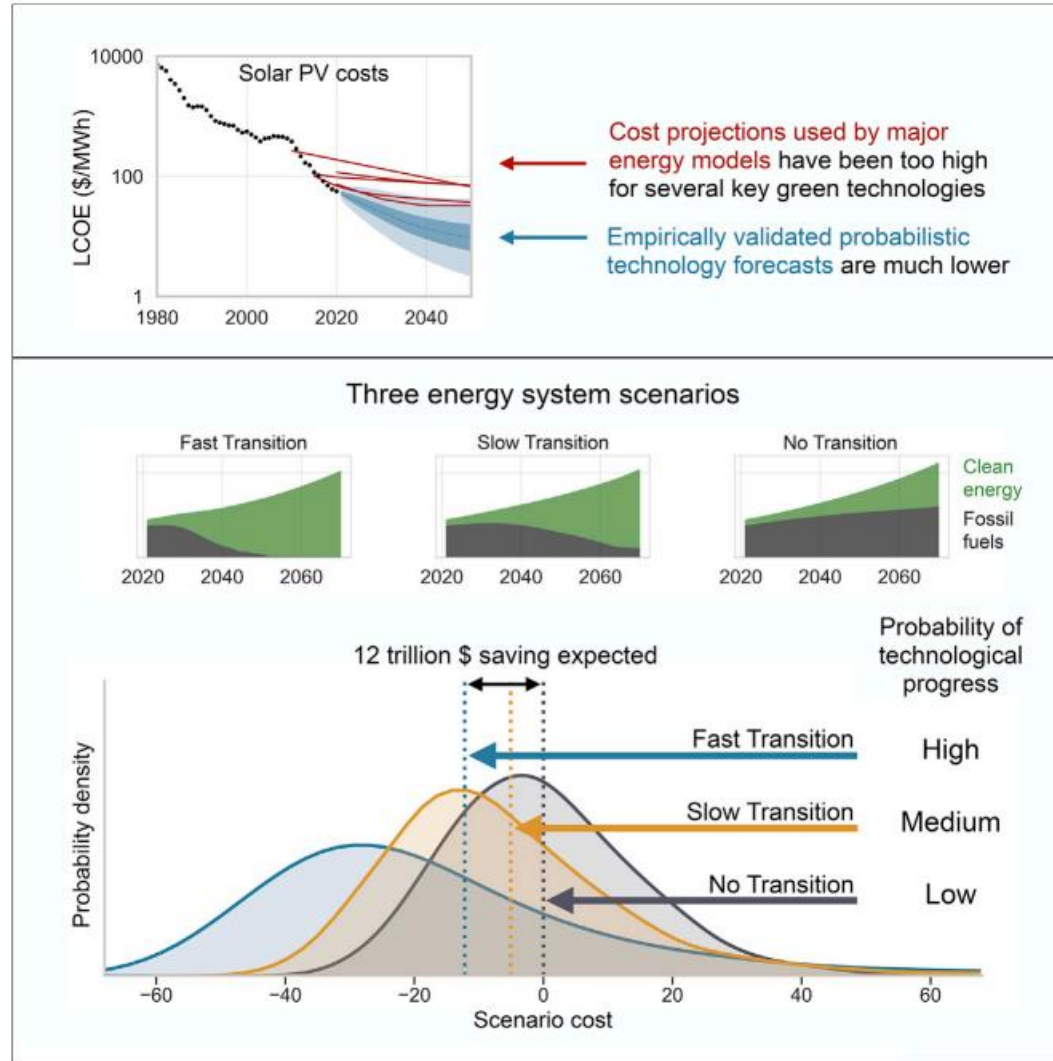 Solar PV costs
10000
100
1
LCOE ($/MWh)
1980
2000
2020
2040
Cost projections used by major
energy models have been too high
for several key green technologies
Empirically validated probabilistic
technology forecasts are much lower
Three energy system scenarios
Fast Transition
Slow Transition
No Transition
Clean
energy
Fossil
fuels
2020
2040
2060
2020
2040
2060
2020
2040
2060
12 trillion $ saving expected
Probability of
technological
progress
Fast Transition
High
Slow Transition
Medium
No Transition
Low
Probability density
−60
−40
−20
0
20
40
60
Scenario cost